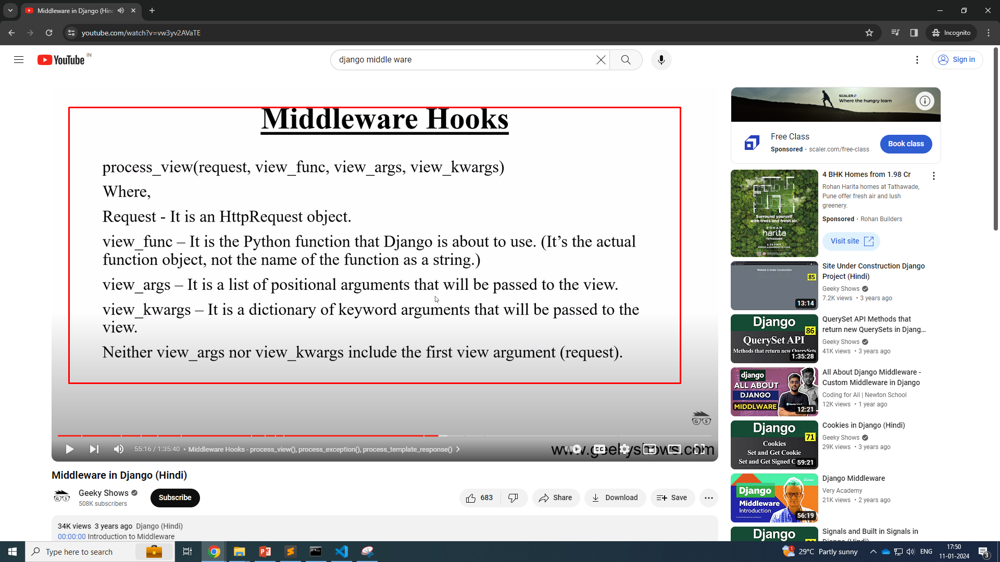 Middleware in Django (Hin
youtube.com/watch?v=vw3yv2AVaTE
Incognito
YouTube IN
django middle ware
Sign in
Middleware Hooks
process_view(request, view_func, view_args, view_kwargs)
Where,
Request - It is an HttpRequest object.
view_func – It is the Python function that Django is about to use. (It’s the actual
function object, not the name of the function as a string.)
view_args – It is a list of positional arguments that will be passed to the view.
view_kwargs – It is a dictionary of keyword arguments that will be passed to the
view.
Neither view_args nor view_kwargs include the first view argument (request).
G S
55:16 / 1:35:40 • Middleware Hooks - process_view(), process_exception(), process_template_response()
www.geekyshows.com
Middleware in Django (Hindi)
Geeky Shows
508K subscribers
Subscribe
683
Share
Download
Save
34K views 3 years ago Django (Hindi)
00:00:00 Introduction to Middleware
SCALER
Where the hungry learn
Free Class
Sponsored · scaler.com/free-class
Book class
Surround yourself
with trees and fresh air.
ROHAN
harita
TATHAWADE
4 BHK Homes from 1.98 Cr
Rohan Harita homes at Tathawade,
Pune offer fresh air and lush
greenery.
Sponsored · Rohan Builders
Visit site
Website is Under Construction
85
13:14
Site Under Construction Django
Project (Hindi)
Geeky Shows
7.2K views • 3 years ago
Django
86
QuerySet API
Methods that return new QuerySets
1:35:28
QuerySet API Methods that
return new QuerySets in Djang...
Geeky Shows
41K views • 3 years ago
django
ALL ABOUT
DJANGO
MIDDLWARE
12:21
All About Django Middleware -
Custom Middleware in Django
Coding for All | Newton School
12K views • 1 year ago
Django
71
Cookies
Set and Get Cookie
Set and Get Signed C
59:21
Cookies in Django (Hindi)
Geeky Shows
29K views • 3 years ago
Django
Middleware
Introduction
56:19
Django Middleware
Very Academy
21K views • 2 years ago
Django
Signals and Built in Signals in
Django (Hindi)
Type here to search
29°C Partly sunny
ENG
17:50
11-01-2024
3